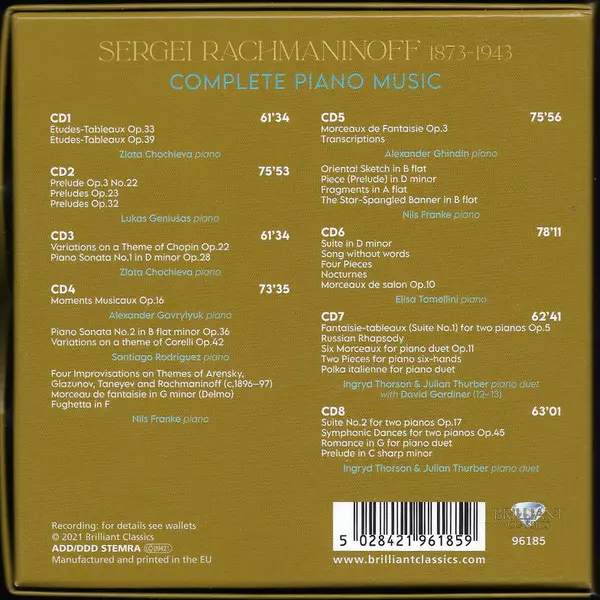 SERGEI RACHMANINOFF 1873-1943
COMPLETE PIANO MUSIC
CD1 61'34
Études-Tableaux Op.33
Études-Tableaux Op.39
Zlata Chochieva piano
CD2 75'53
Prelude Op.3 No.22
Preludes Op.23
Preludes Op.32
Lukas Geniušas piano
CD3 61'34
Variations on a Theme of Chopin Op.22
Piano Sonata No.1 in D minor Op.28
Zlata Chochieva piano
CD4 73'35
Moments Musicaux Op.16
Alexander Gavrylyuk piano
Piano Sonata No.2 in B flat minor Op.36
Variations on a theme of Corelli Op.42
Santiago Rodriguez piano
Four Improvisations on Themes of Arensky,
Glazunov, Taneyev and Rachmaninoff (c.1896–97)
Morceau de fantaisie in G minor (Delmo)
Fughetta in F
Nils Franke piano
CD5 75'56
Morceaux de Fantaisie Op.3
Transcriptions
Alexander Ghindin piano
Oriental Sketch in B flat
Piece (Prelude) in D minor
Fragments in A flat
The Star-Spangled Banner in B flat
Nils Franke piano
CD6 78'11
Suite in D minor
Song without words
Four Pieces
Nocturnes
Morceaux de salon Op.10
Elisa Tomellini piano
CD7 62'41
Fantaisie-tableaux (Suite No.1) for two pianos Op.5
Russian Rhapsody
Six Morceaux for piano duet Op.11
Two Pieces for piano six-hands
Polka italienne for piano duet
Ingryd Thorson & Julian Thurber piano duet
with David Gardiner (12–13)
CD8 63'01
Suite No.2 for two pianos Op.17
Symphonic Dances for two pianos Op.45
Romance in G for piano duet
Prelude in C sharp minor
Ingryd Thorson & Julian Thurber piano duet
Recording: for details see wallets
© 2021 Brilliant Classics
ADD/DDD STEMRA
Manufactured and printed in the EU
5 028421 961859
www.brilliantclassics.com
BRILLIANT
CLASSICS
96185